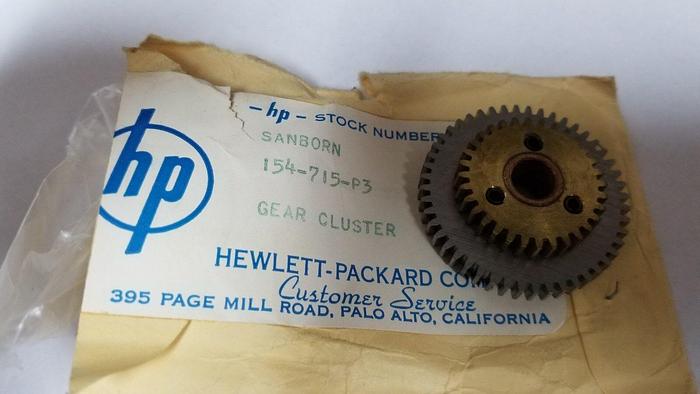 hp
- hp - STOCK NUMBER
SANBORN
154-715-P3
GEAR CLUSTER
HEWLETT-PACKARD
Customer Service
395 PAGE MILL ROAD, PALO ALTO, CALIFORNIA